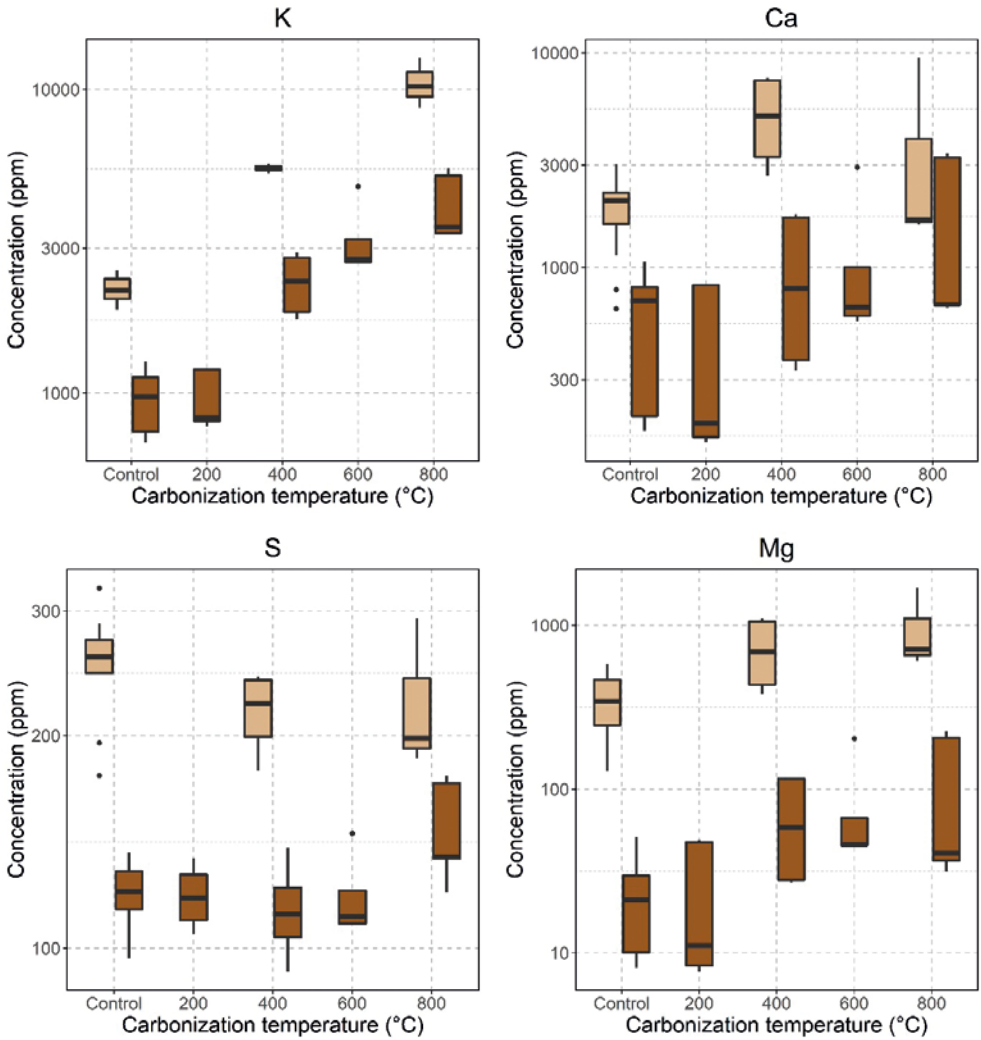 K
Concentration (ppm)
10000
3000
1000
Control 200 400 600 800
Carbonization temperature (°C)
Ca
Concentration (ppm)
10000
3000
1000
300
Control 200 400 600 800
Carbonization temperature (°C)
S
Concentration (ppm)
300
200
100
Control 200 400 600 800
Carbonization temperature (°C)
Mg
Concentration (ppm)
1000
100
10
Control 200 400 600 800
Carbonization temperature (°C)